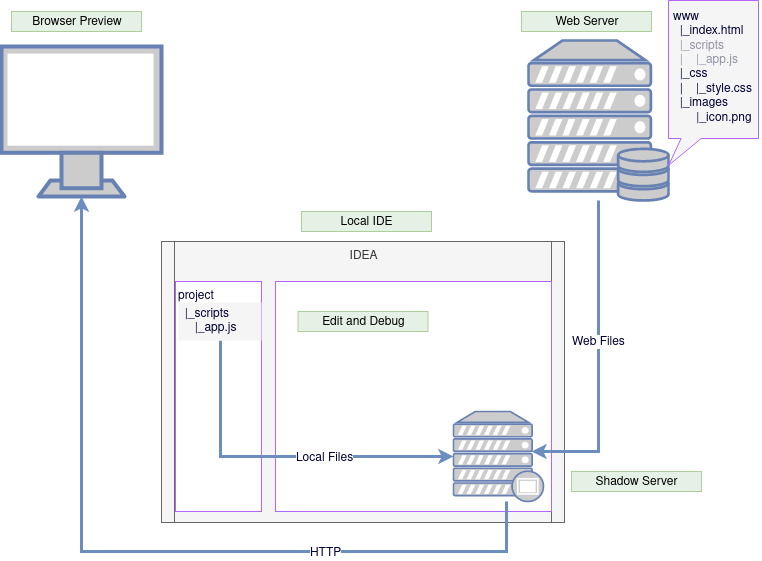 Browser Preview
Web Server
www
|_index.html
|_scripts
| |_app.js
|_css
| |_style.css
|_images
|_icon.png
Local IDE
IDEA
project
|_scripts
|_app.js
Edit and Debug
Web Files
Local Files
Shadow Server
HTTP